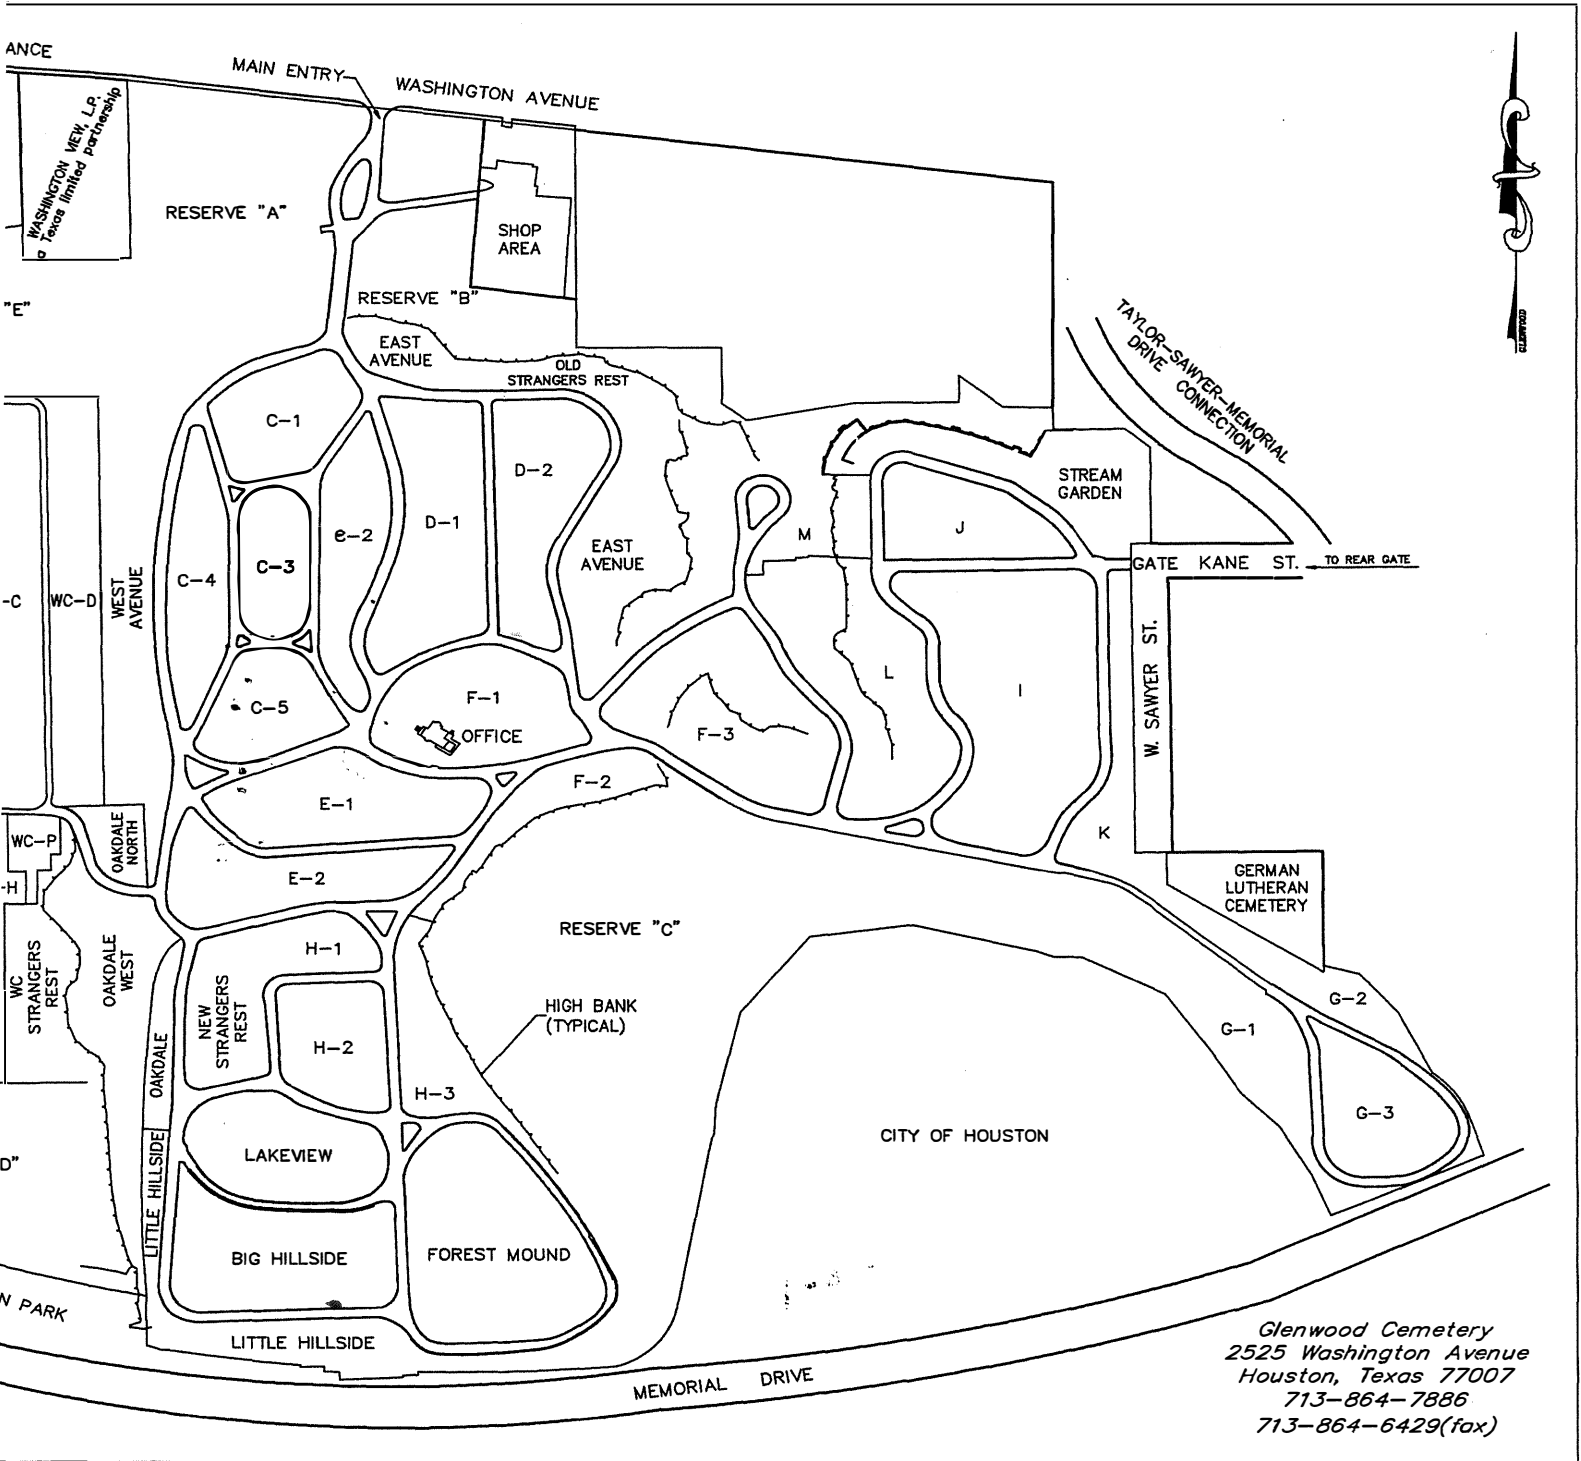 ANCE
MAIN ENTRY
WASHINGTON AVENUE
WASHINGTON VIEW, L.P.
a Texas limited partnership
RESERVE "A"
SHOP
AREA
"E"
RESERVE "B"
EAST
AVENUE
OLD
STRANGERS REST
TAYLOR-SAWYER-MEMORIAL
DRIVE CONNECTION
GLENWOOD
C-1
D-2
STREAM
GARDEN
D-1
C-2
M
J
EAST
AVENUE
C-3
C-4
GATE KANE ST.
TO REAR GATE
-C
WC-D
WEST
AVENUE
W. SAWYER ST.
L
I
F-1
C-5
OFFICE
F-3
F-2
E-1
K
OAKDALE
NORTH
WC-P
-H
E-2
GERMAN
LUTHERAN
CEMETERY
RESERVE "C"
H-1
WC
STRANGERS
REST
OAKDALE
WEST
NEW
STRANGERS
REST
HIGH BANK
(TYPICAL)
G-2
G-1
H-2
OAKDALE
H-3
G-3
CITY OF HOUSTON
LAKEVIEW
D"
LITTLE HILLSIDE
BIG HILLSIDE
FOREST MOUND
N PARK
LITTLE HILLSIDE
MEMORIAL DRIVE
Glenwood Cemetery
2525 Washington Avenue
Houston, Texas 77007
713-864-7886
713-864-6429(fax)